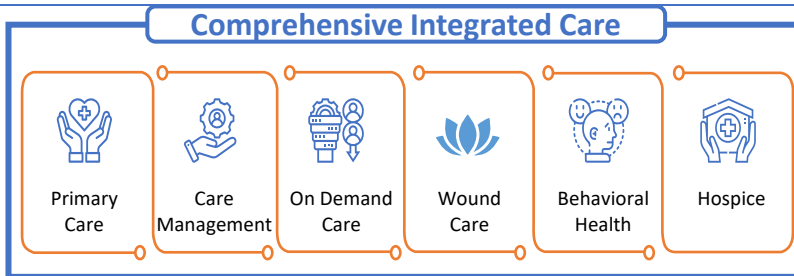 Comprehensive Integrated Care
Primary
Care
Care
Management
On Demand
Care
Wound
Care
Behavioral
Health
Hospice